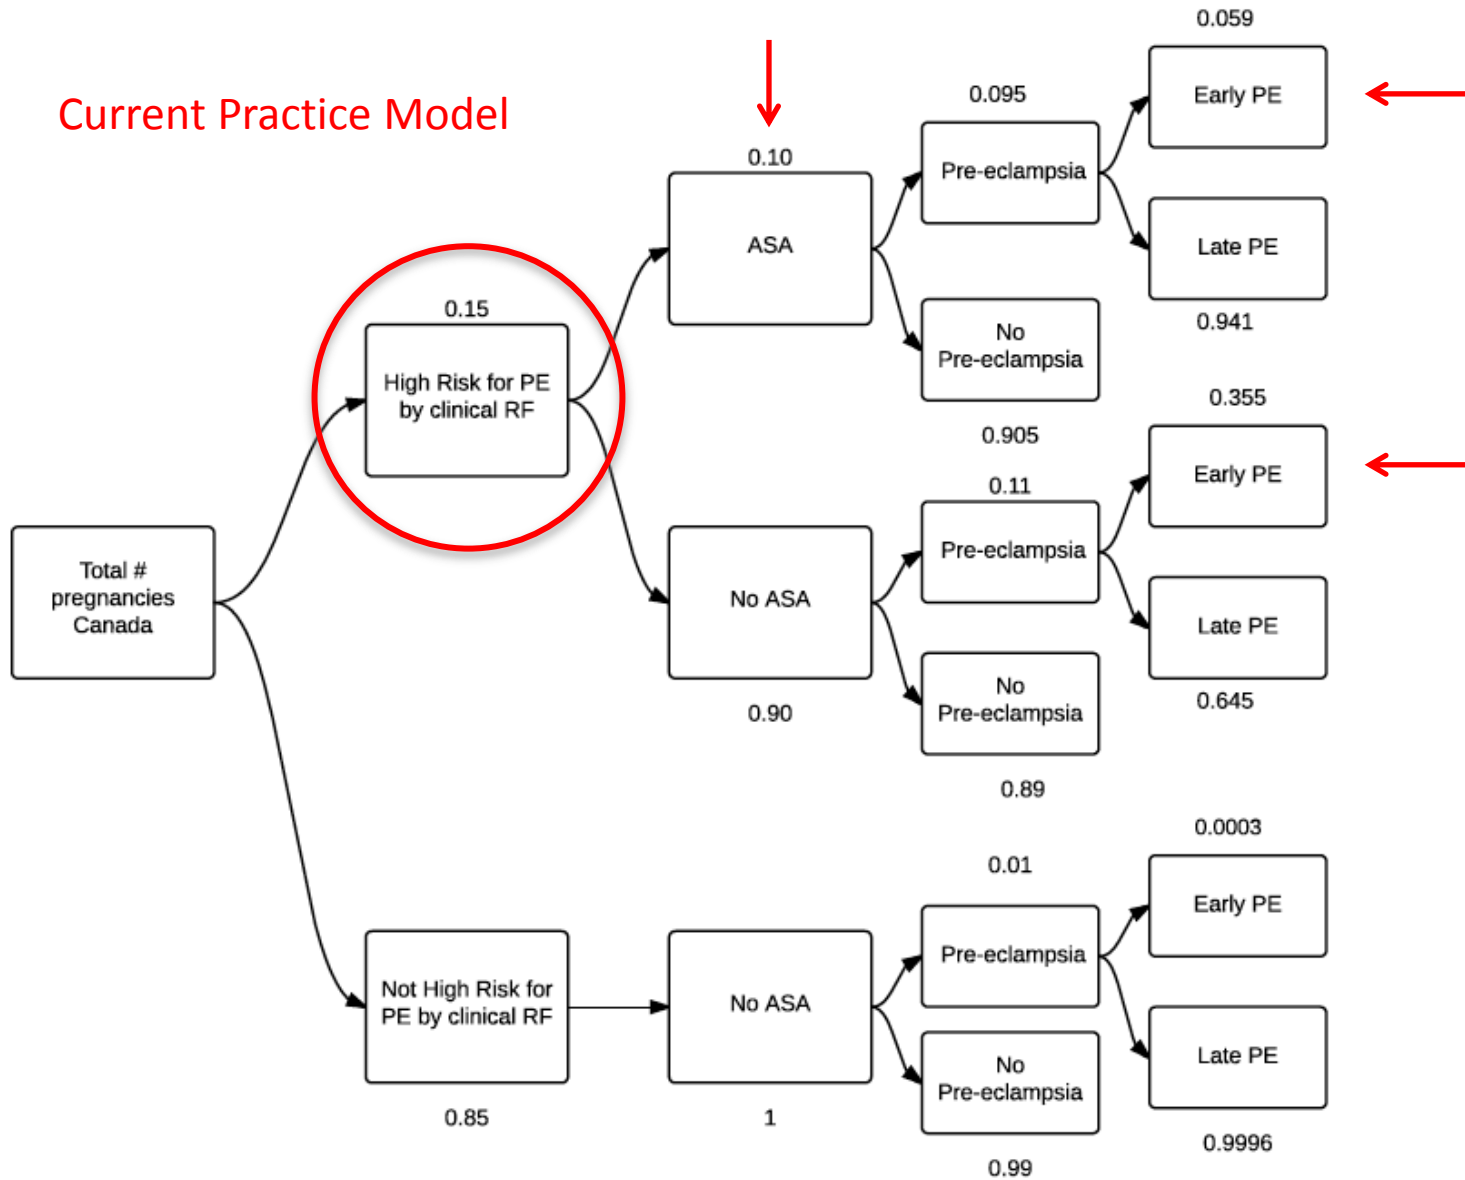 Current Practice Model
0.059
Early PE
0.095
Pre-eclampsia
0.10
ASA
Late PE
0.941
No
Pre-eclampsia
0.905
0.15
High Risk for PE
by clinical RF
0.355
Early PE
0.11
Pre-eclampsia
Total #
pregnancies
Canada
No ASA
0.90
Late PE
0.645
No
Pre-eclampsia
0.89
0.0003
Early PE
0.01
Pre-eclampsia
Not High Risk for
PE by clinical RF
0.85
No ASA
1
Late PE
0.9996
No
Pre-eclampsia
0.99